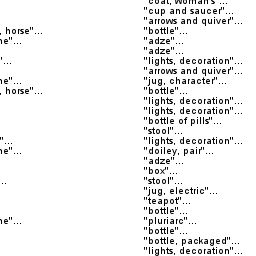 "coat, Woman's"...
"cup and saucer"...
"arrows and quiver"...
, horse"... "bottle"...
ne"... "adze"...
"adze"...
"... "lights, decoration"...
"arrows and quiver"...
ne"... "jug, character"...
, horse"... "bottle"...
"lights, decoration"...
"lights, decoration"...
"bottle of pills"...
"stool"...
"... "lights, decoration"...
ne"... "doiley, pair"...
"adze"...
"box"...
... "stool"...
"jug, electric"...
"teapot"...
"bottle"...
ne"... "pluriarc"...
"bottle"...
"bottle, packaged"...
"lights, decoration"...